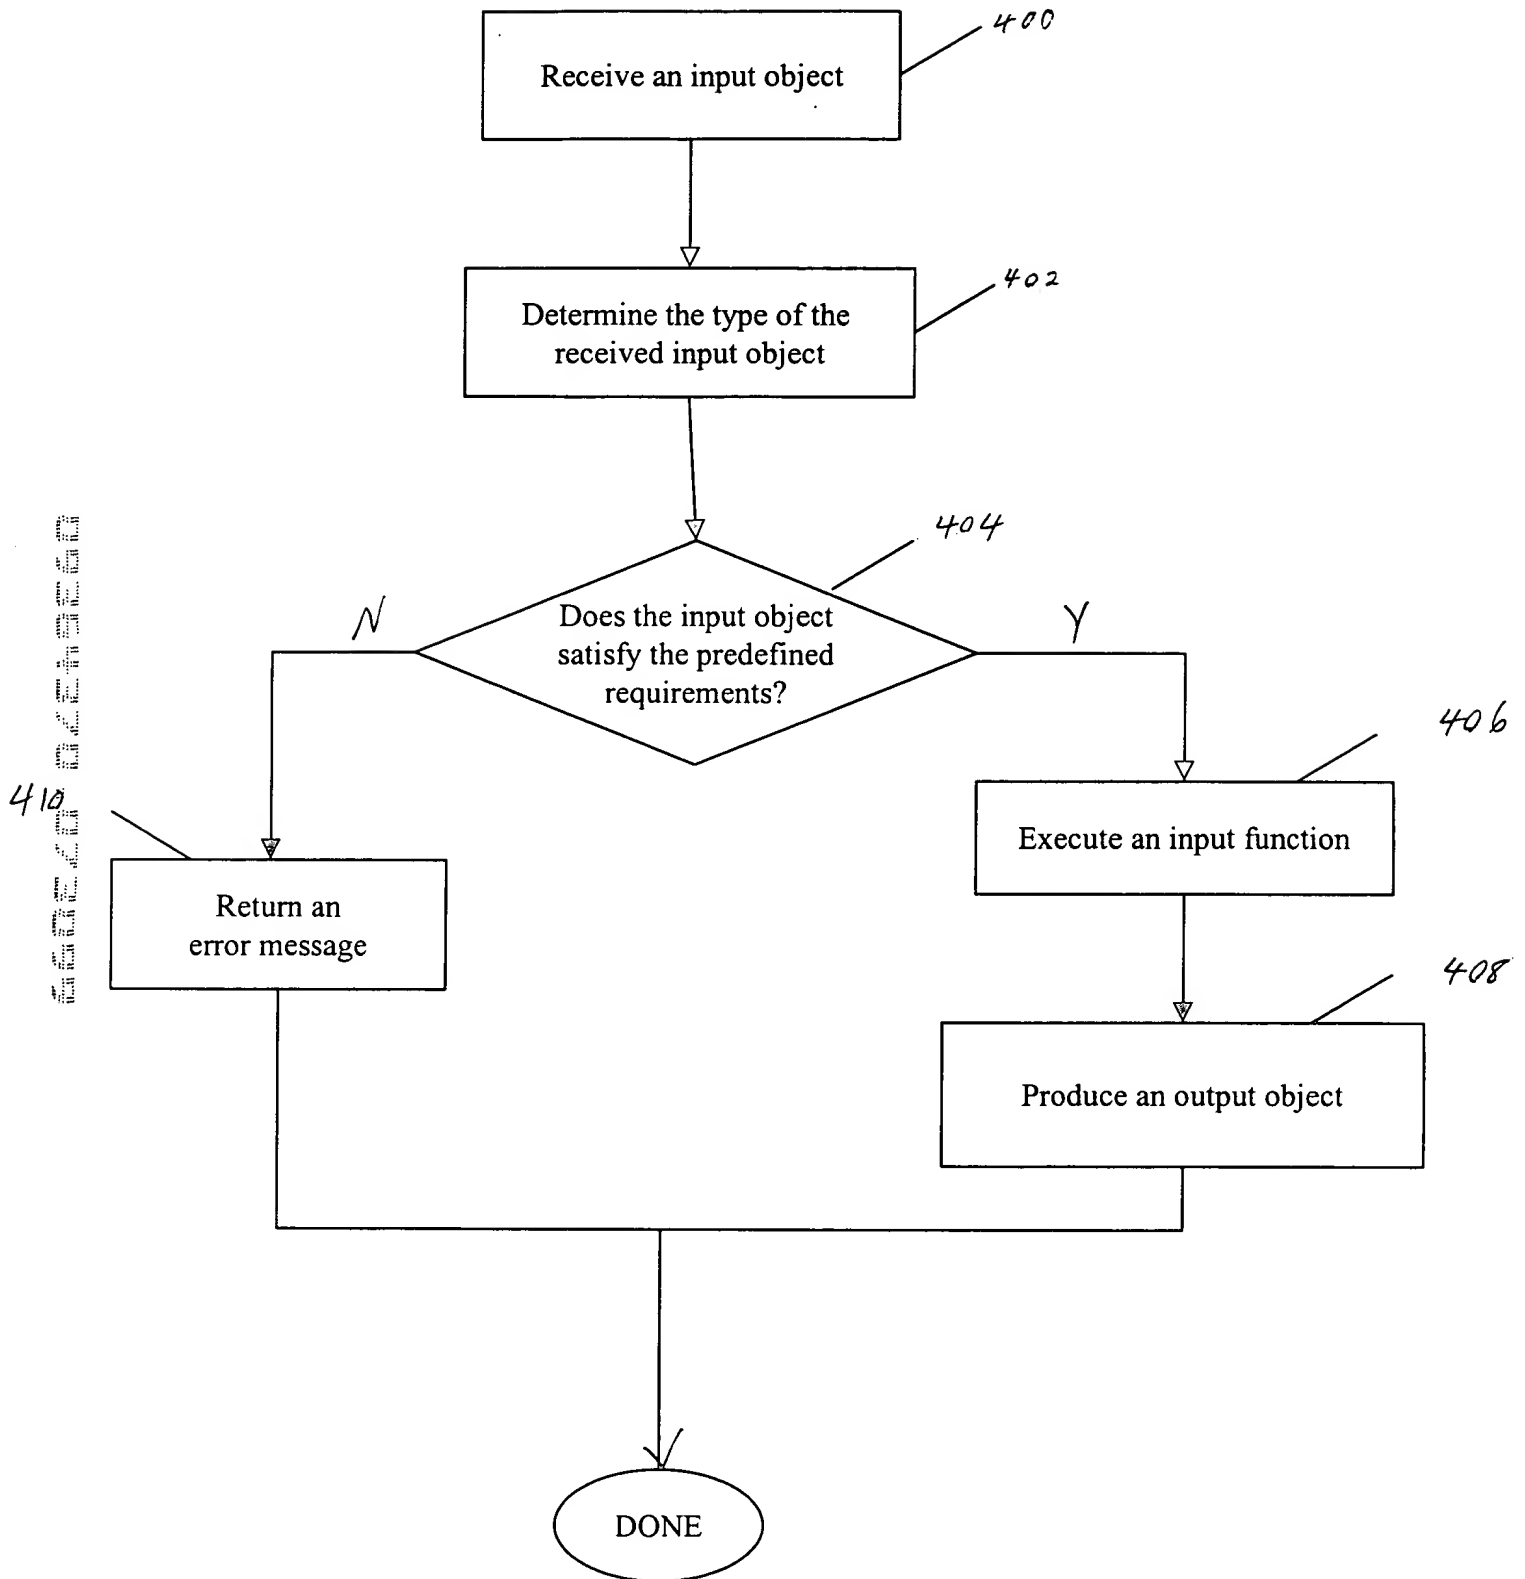 400
Receive an input object
402
Determine the type of the
received input object
404
N
Y
Does the input object
satisfy the predefined
requirements?
406
410
Execute an input function
Return an
error message
408
Produce an output object
DONE